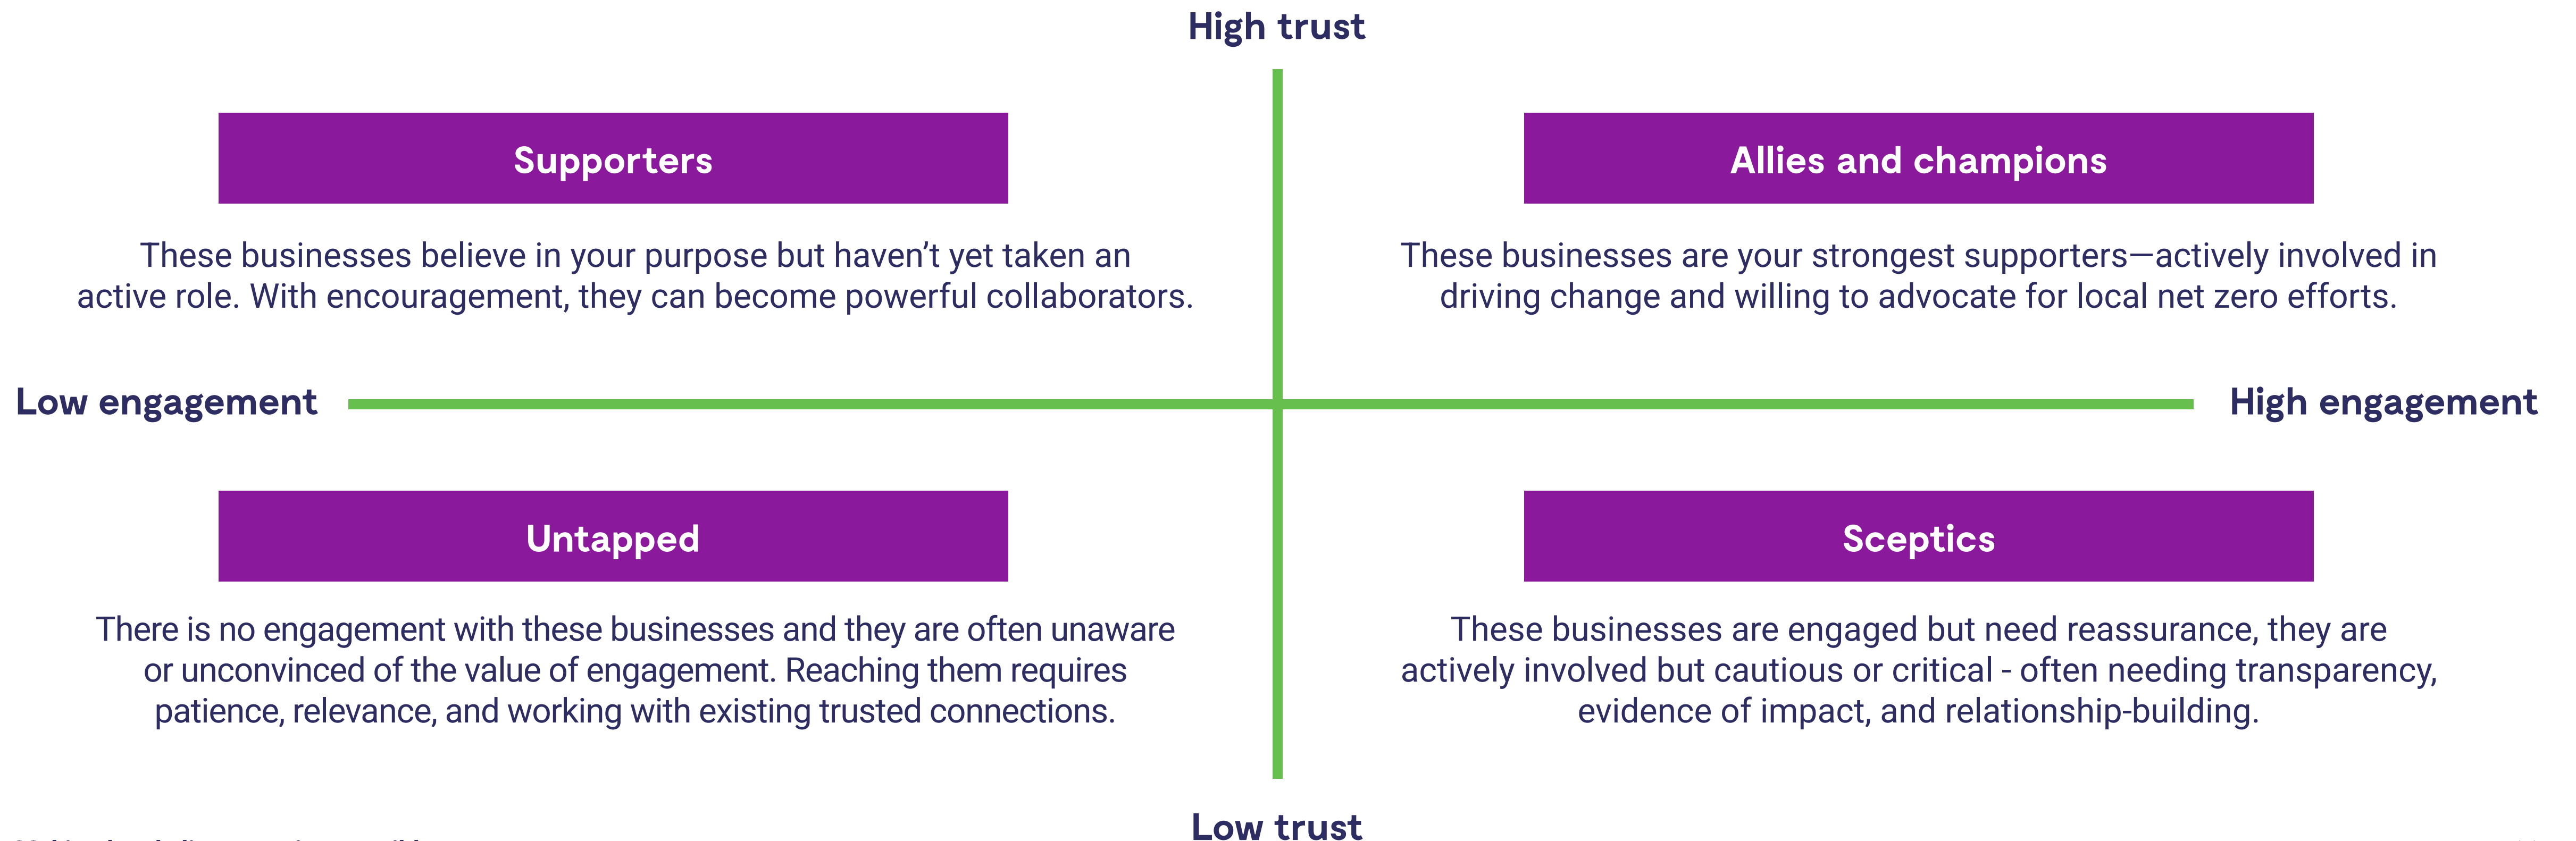 High trust
Supporters
These businesses believe in your purpose but haven’t yet taken an
active role. With encouragement, they can become powerful collaborators.
Allies and champions
These businesses are your strongest supporters—actively involved in
driving change and willing to advocate for local net zero efforts.
Low engagement
High engagement
Untapped
There is no engagement with these businesses and they are often unaware
or unconvinced of the value of engagement. Reaching them requires
patience, relevance, and working with existing trusted connections.
Sceptics
These businesses are engaged but need reassurance, they are
actively involved but cautious or critical - often needing transparency,
evidence of impact, and relationship-building.
Low trust